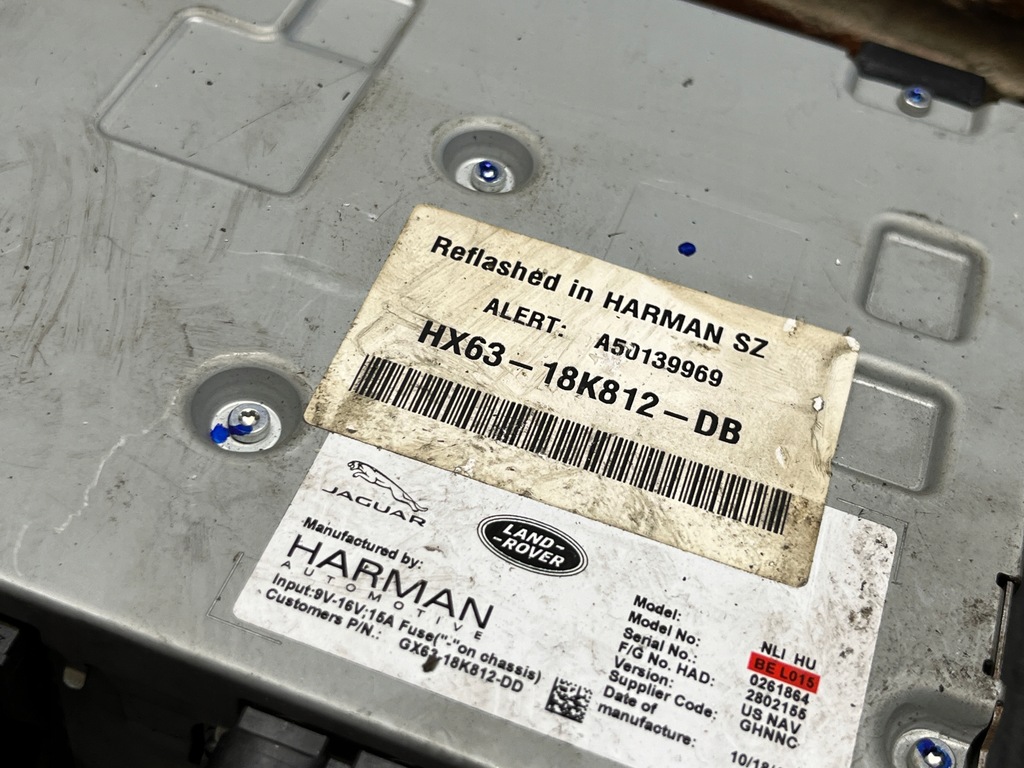 Reflashed in HARMAN SZ
ALERT: A50139969
HX63-18K812-DB
JAGUAR
LAND-
-ROVER
Manufactured by:
HARMAN
AUTOMOTIVE
Input:9V-16V;15A Fuse("-"on chassis)
Customers P/N.: GX63-18K812-DD
Model: NLI HU
Model No: BE L015
Serial No.: 0261864
F/G No. HAD: 2802155
Version: US NAV
Supplier Code: GHNNC
Date of
manufacture: 10/18/